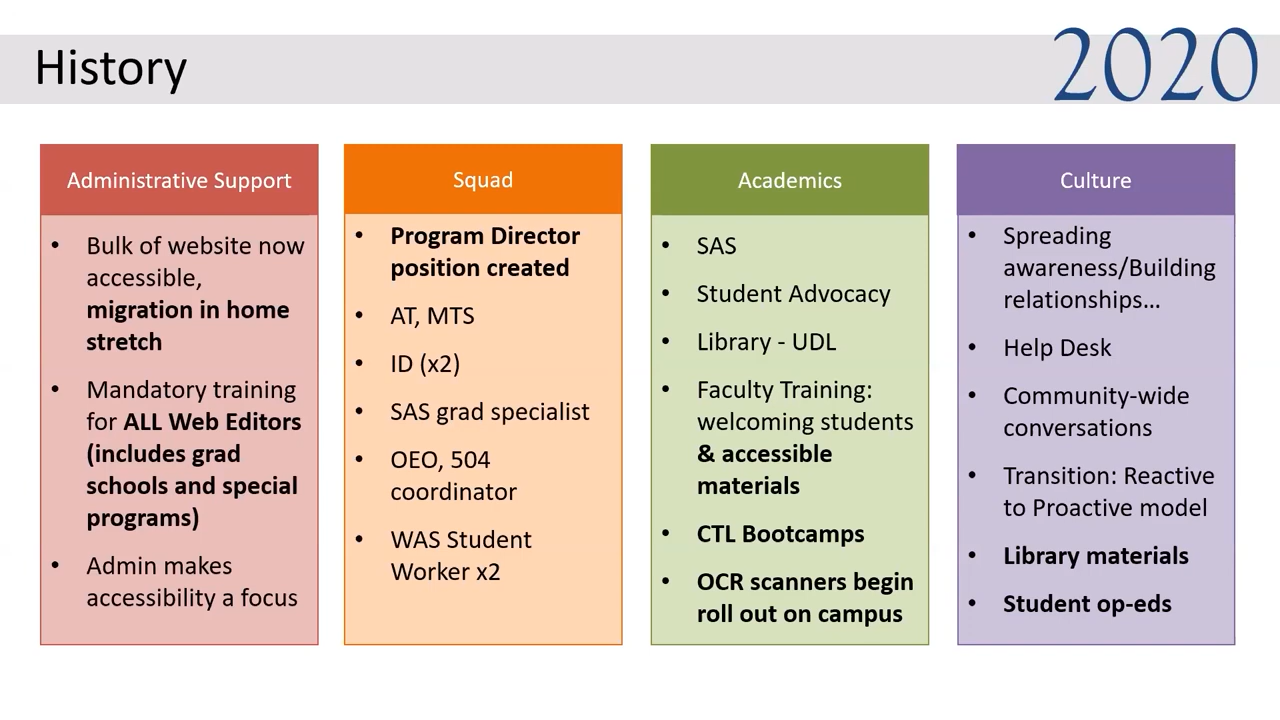 History
2020
Administrative Support
• Bulk of website now
accessible,
migration in home
stretch
• Mandatory training
for ALL Web Editors
(includes grad
schools and special
programs)
• Admin makes
accessibility a focus
Squad
• Program Director
position created
• AT, MTS
• ID (x2)
• SAS grad specialist
• OEO, 504
coordinator
• WAS Student
Worker x2
Academics
• SAS
• Student Advocacy
• Library - UDL
• Faculty Training:
welcoming students
& accessible
materials
• CTL Bootcamps
• OCR scanners begin
roll out on campus
Culture
• Spreading
awareness/Building
relationships…
• Help Desk
• Community-wide
conversations
• Transition: Reactive
to Proactive model
• Library materials
• Student op-eds